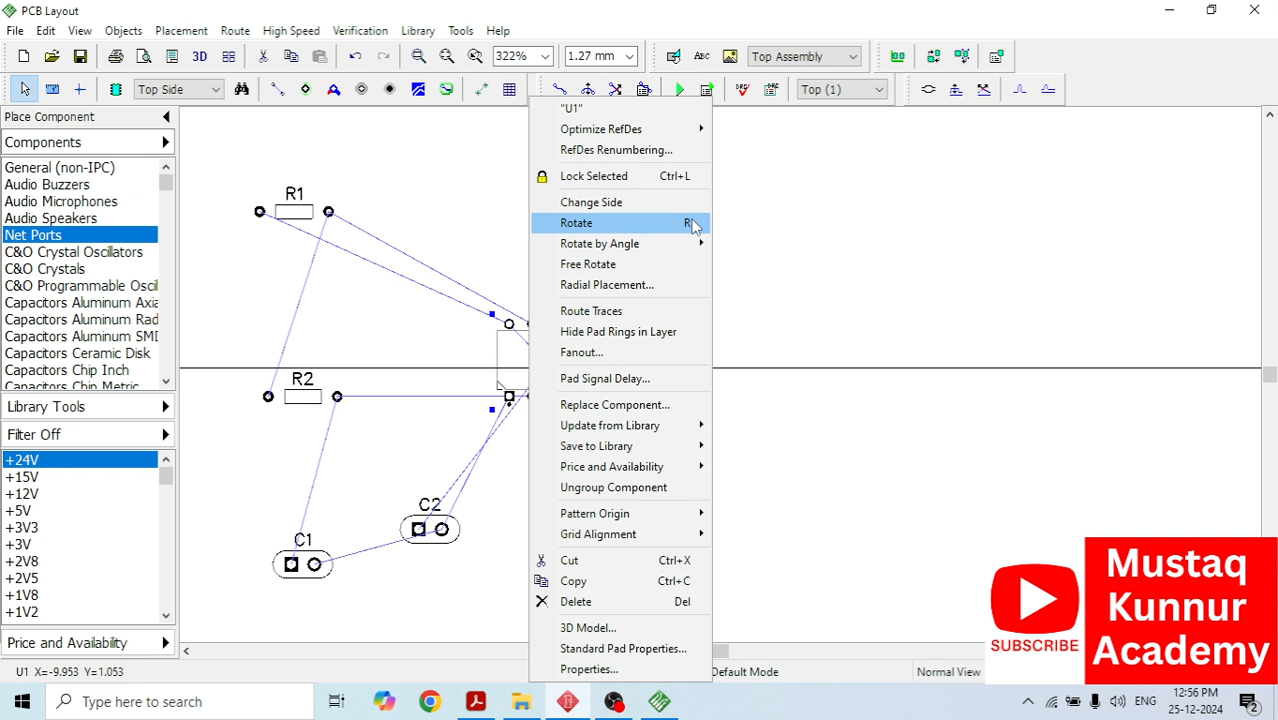 PCB Layout
File Edit View Objects Placement Route High Speed Verification Library Tools Help
3D 322% 1.27 mm ABC Top Assembly
Top Side Top (1)
Place Component
Components
General (non-IPC)
Audio Buzzers
Audio Microphones
Audio Speakers
Net Ports
C&O Crystal Oscillators
C&O Crystals
C&O Programmable Oscil
Capacitors Aluminum Axia
Capacitors Aluminum Rad
Capacitors Aluminum SMD
Capacitors Ceramic Disk
Capacitors Chip Inch
Capacitors Chip Metric
Library Tools
Filter Off
+24V
+15V
+12V
+5V
+3V3
+3V
+2V8
+2V5
+1V8
+1V2
Price and Availability
R1
R2
C1
C2
"U1"
Optimize RefDes
RefDes Renumbering...
Lock Selected Ctrl+L
Change Side
Rotate R
Rotate by Angle
Free Rotate
Radial Placement...
Route Traces
Hide Pad Rings in Layer
Fanout...
Pad Signal Delay...
Replace Component...
Update from Library
Save to Library
Price and Availability
Ungroup Component
Pattern Origin
Grid Alignment
Cut Ctrl+X
Copy Ctrl+C
Delete Del
3D Model...
Standard Pad Properties...
Properties...
SUBSCRIBE
Mustaq
Kunnur
Academy
U1 X=-9.953 Y=1.053 Default Mode Normal View
Type here to search
ENG
12:56 PM
25-12-2024
2